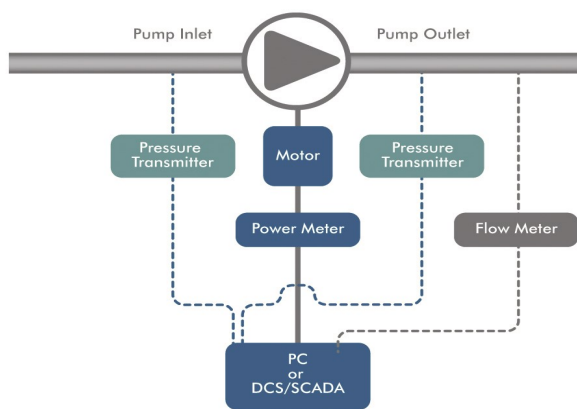 Pump Inlet
Pump Outlet
Pressure
Transmitter
Motor
Pressure
Transmitter
Power Meter
Flow Meter
PC
or
DCS/SCADA